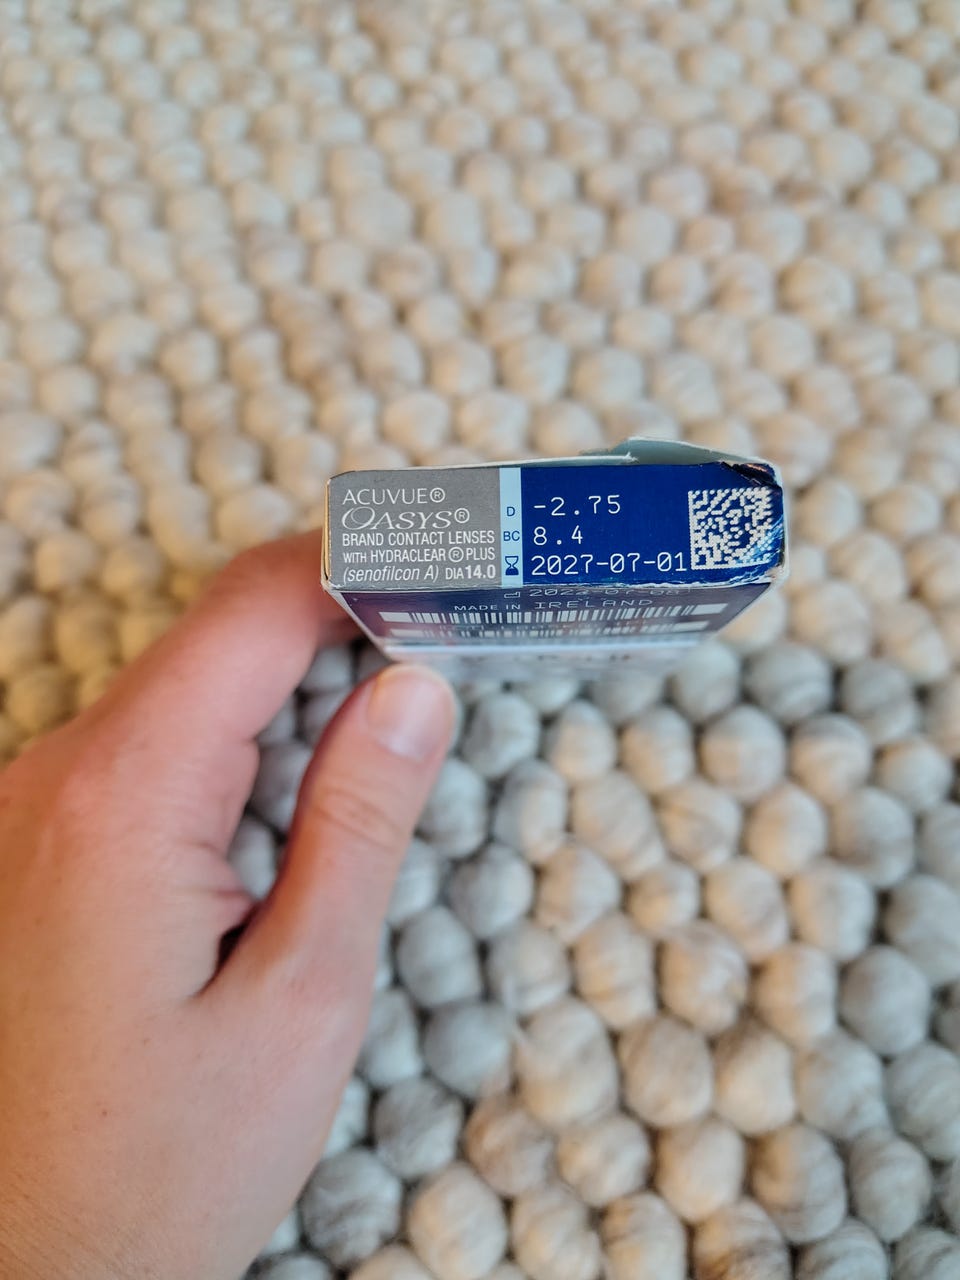 ACUVUE®
OASYS®
BRAND CONTACT LENSES
WITH HYDRACLEAR® PLUS
(senofilcon A) DIA14.0
D -2.75
BC 8.4
2027-07-01
MADE IN IRELAND